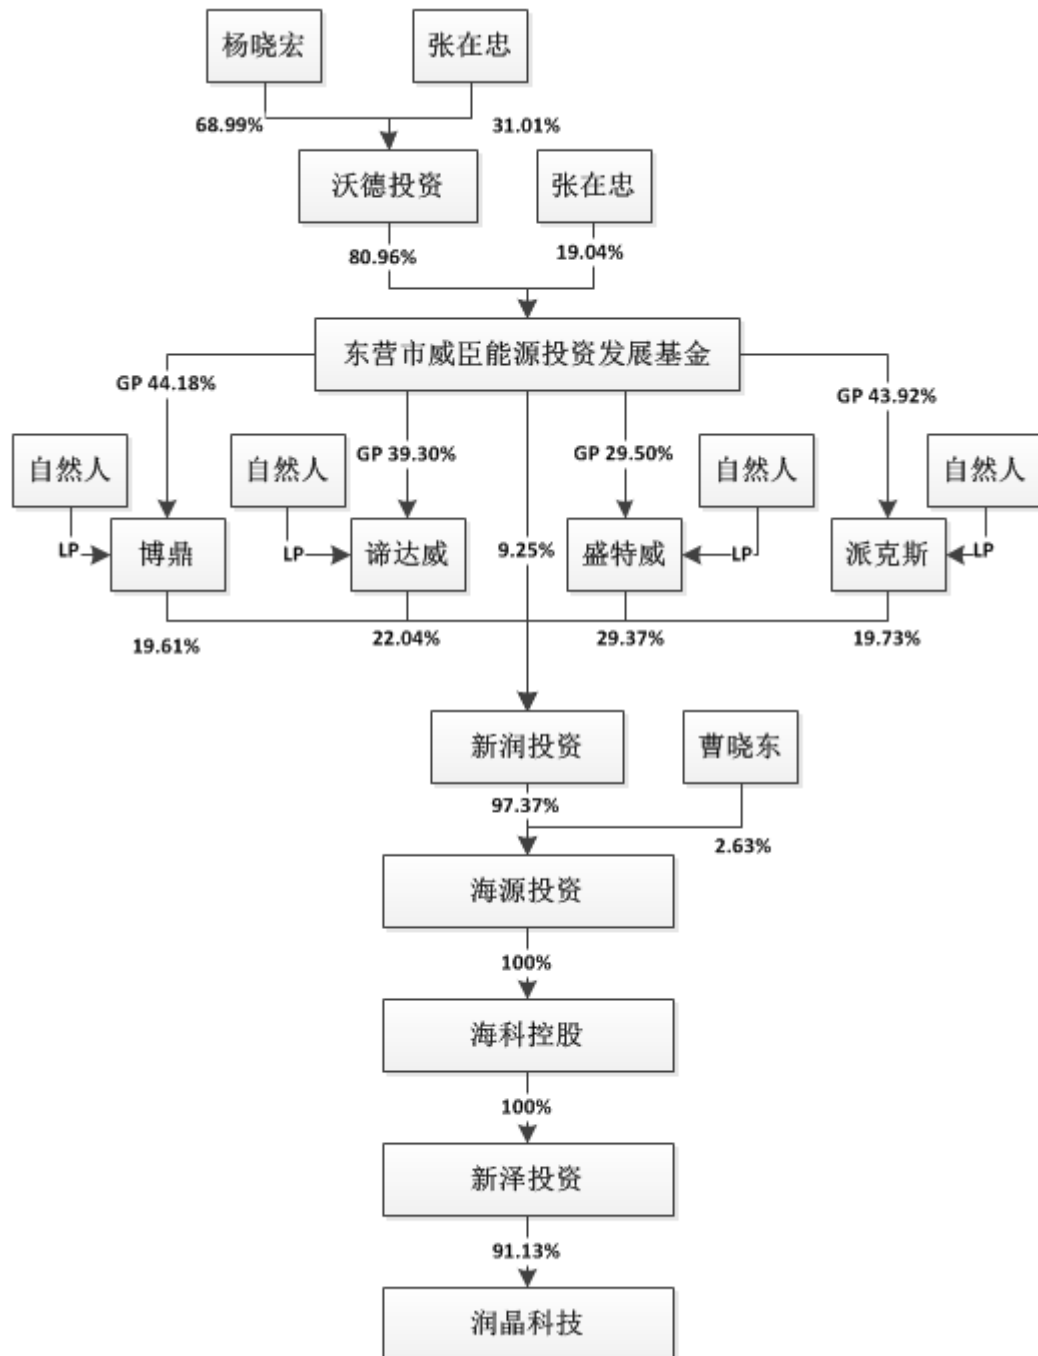 杨晓宏
张在忠
68.99%
31.01%
沃德投资
张在忠
80.96%
19.04%
东营市威臣能源投资发展基金
GP 44.18%
GP 43.92%
GP 39.30%
GP 29.50%
自然人
自然人
自然人
自然人
LP
博鼎
LP
谛达威
9.25%
盛特威
LP
派克斯
LP
19.61%
22.04%
29.37%
19.73%
新润投资
曹晓东
97.37%
2.63%
海源投资
100%
海科控股
100%
新泽投资
91.13%
润晶科技